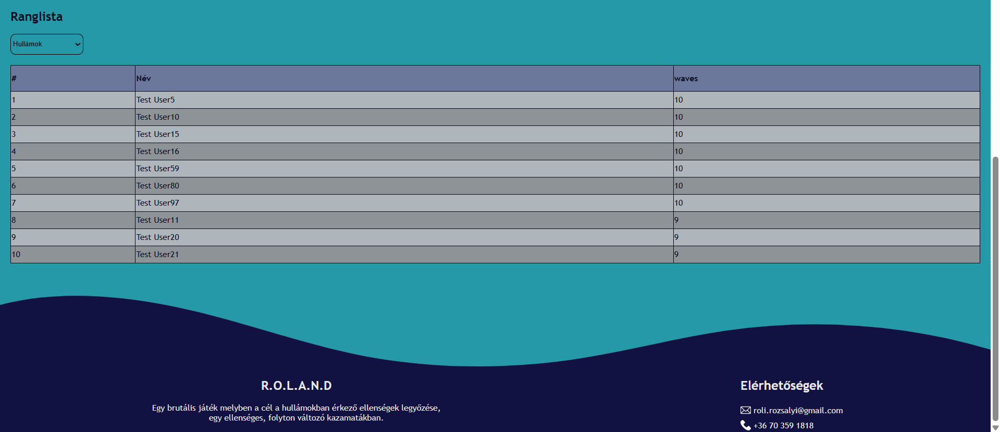 Ranglista
Hullámok
# Név waves
1 Test User5 10
2 Test User10 10
3 Test User15 10
4 Test User16 10
5 Test User59 10
6 Test User80 10
7 Test User97 10
8 Test User11 9
9 Test User20 9
10 Test User21 9
R.O.L.A.N.D
Egy brutális játék melyben a cél a hullámokban érkező ellenségek legyőzése,
egy ellenséges, folyton változó kazamatákban.
Elérhetőségek
roli.rozsalyi@gmail.com
+36 70 359 1818